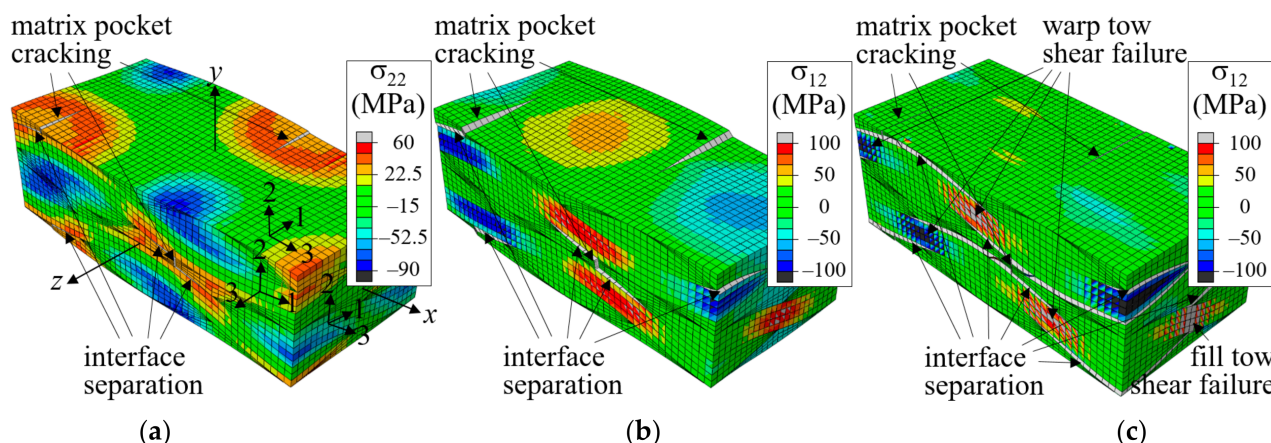 matrix pocket
cracking
σ22
(MPa)
60
22.5
−15
−52.5
−90
y
z
x
2
1
3
2
3
1
2
1
3
interface
separation
(a)
matrix pocket
cracking
σ12
(MPa)
100
50
0
−50
−100
interface
separation
(b)
matrix pocket
cracking
warp tow
shear failure
σ12
(MPa)
100
50
0
−50
−100
interface
separation
fill tow
shear failure
(c)